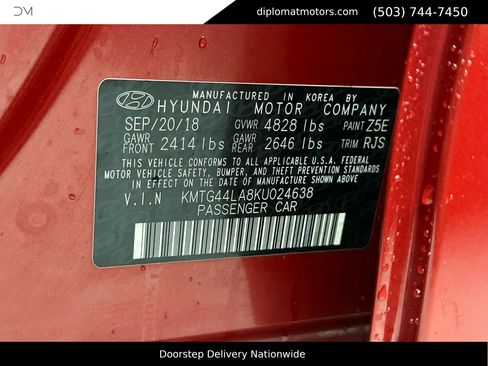 DM
diplomatmotors.com
(503) 744-7450
MANUFACTURED IN KOREA BY
HYUNDAI MOTOR COMPANY
SEP/20/18 GVWR 4828 lbs PAINT Z5E
GAWR FRONT 2414 lbs GAWR REAR 2646 lbs TRIM RJS
THIS VEHICLE CONFORMS TO ALL APPLICABLE U.S.A. FEDERAL
MOTOR VEHICLE SAFETY, BUMPER, AND THEFT PREVENTION STANDARDS
IN EFFECT ON THE DATE OF MANUFACTURE SHOWN ABOVE.
V.I.N KMTG44LA8KU024638
PASSENGER CAR
Doorstep Delivery Nationwide